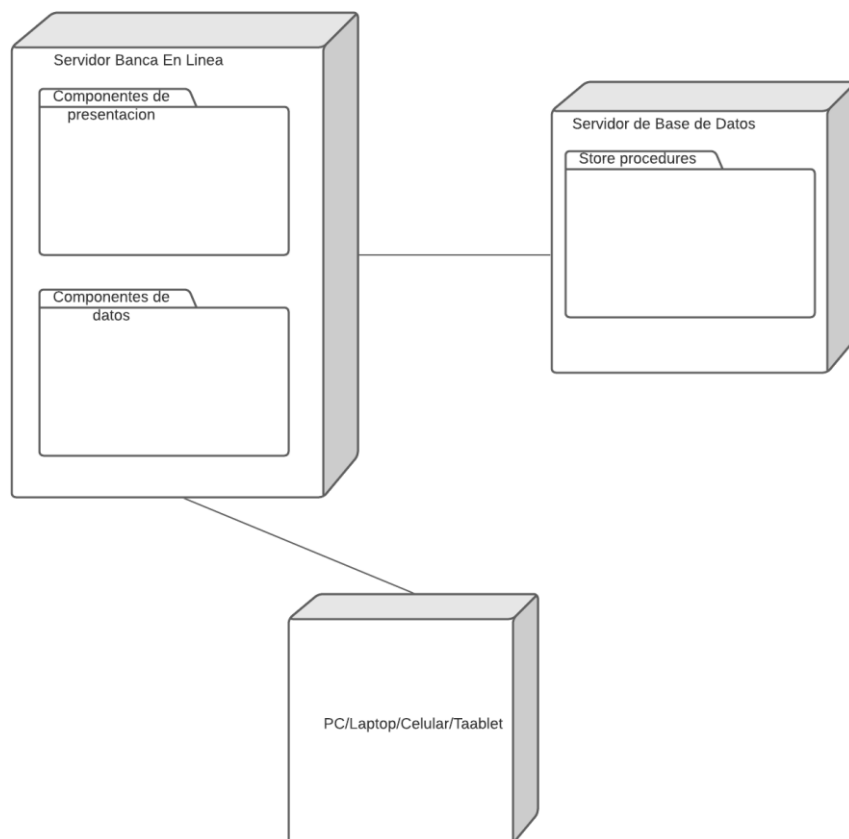 Servidor Banca En Linea
Componentes de
presentacion
Componentes de
datos
Servidor de Base de Datos
Store procedures
PC/Laptop/Celular/Taablet